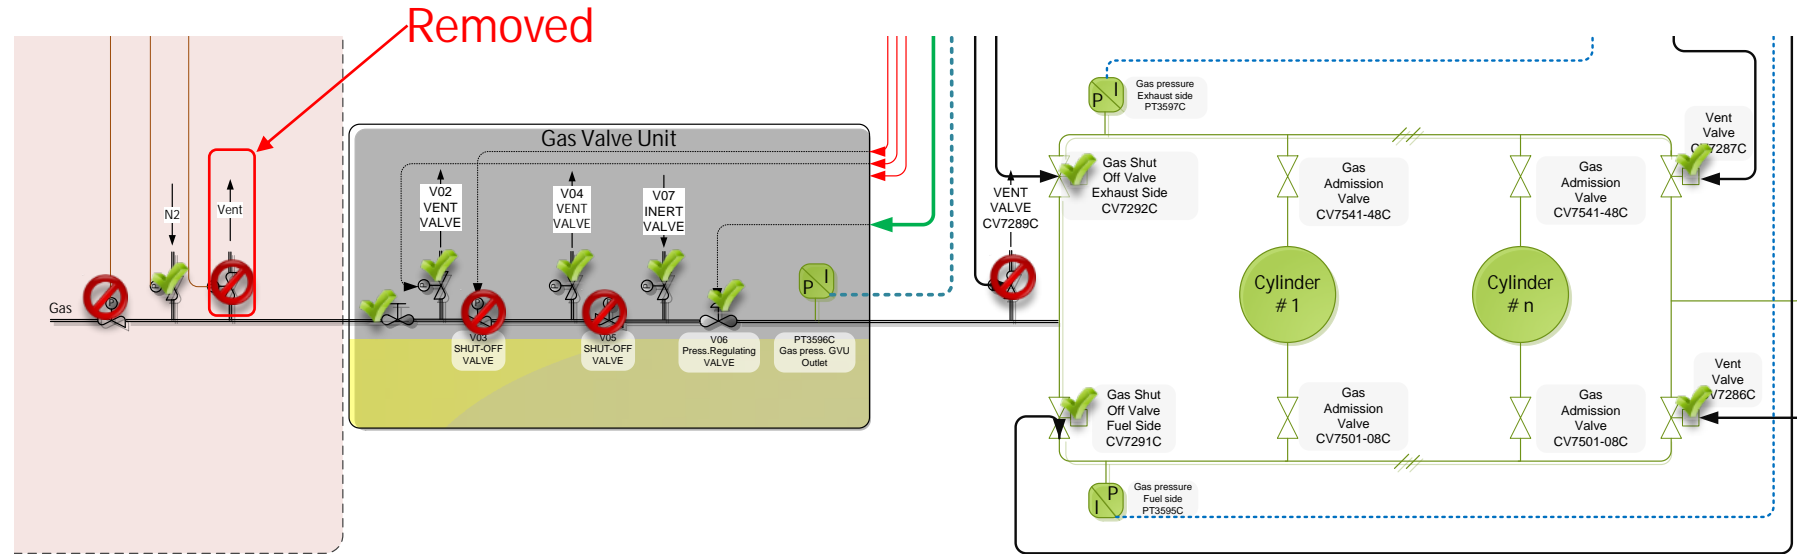 Removed
Gas pressure
Exhaust side
PT3597C
Vent
Valve
CV7287C
Gas Valve Unit
N2
Vent
V02
VENT
VALVE
V04
VENT
VALVE
V07
INERT
VALVE
VENT
VALVE
CV7289C
Gas Shut
Off Valve
Exhaust Side
CV7292C
Gas
Admission
Valve
CV7541-48C
Gas
Admission
Valve
CV7541-48C
P I
P I
Gas
V03
SHUT-OFF
VALVE
V05
SHUT-OFF
VALVE
V06
Press.Regulating
VALVE
PT3596C
Gas press. GVU
Outlet
Cylinder
# 1
Cylinder
# n
Gas Shut
Off Valve
Fuel Side
CV7291C
Gas
Admission
Valve
CV7501-08C
Gas
Admission
Valve
CV7501-08C
Vent
Valve
CV7286C
I P
Gas pressure
Fuel side
PT3595C